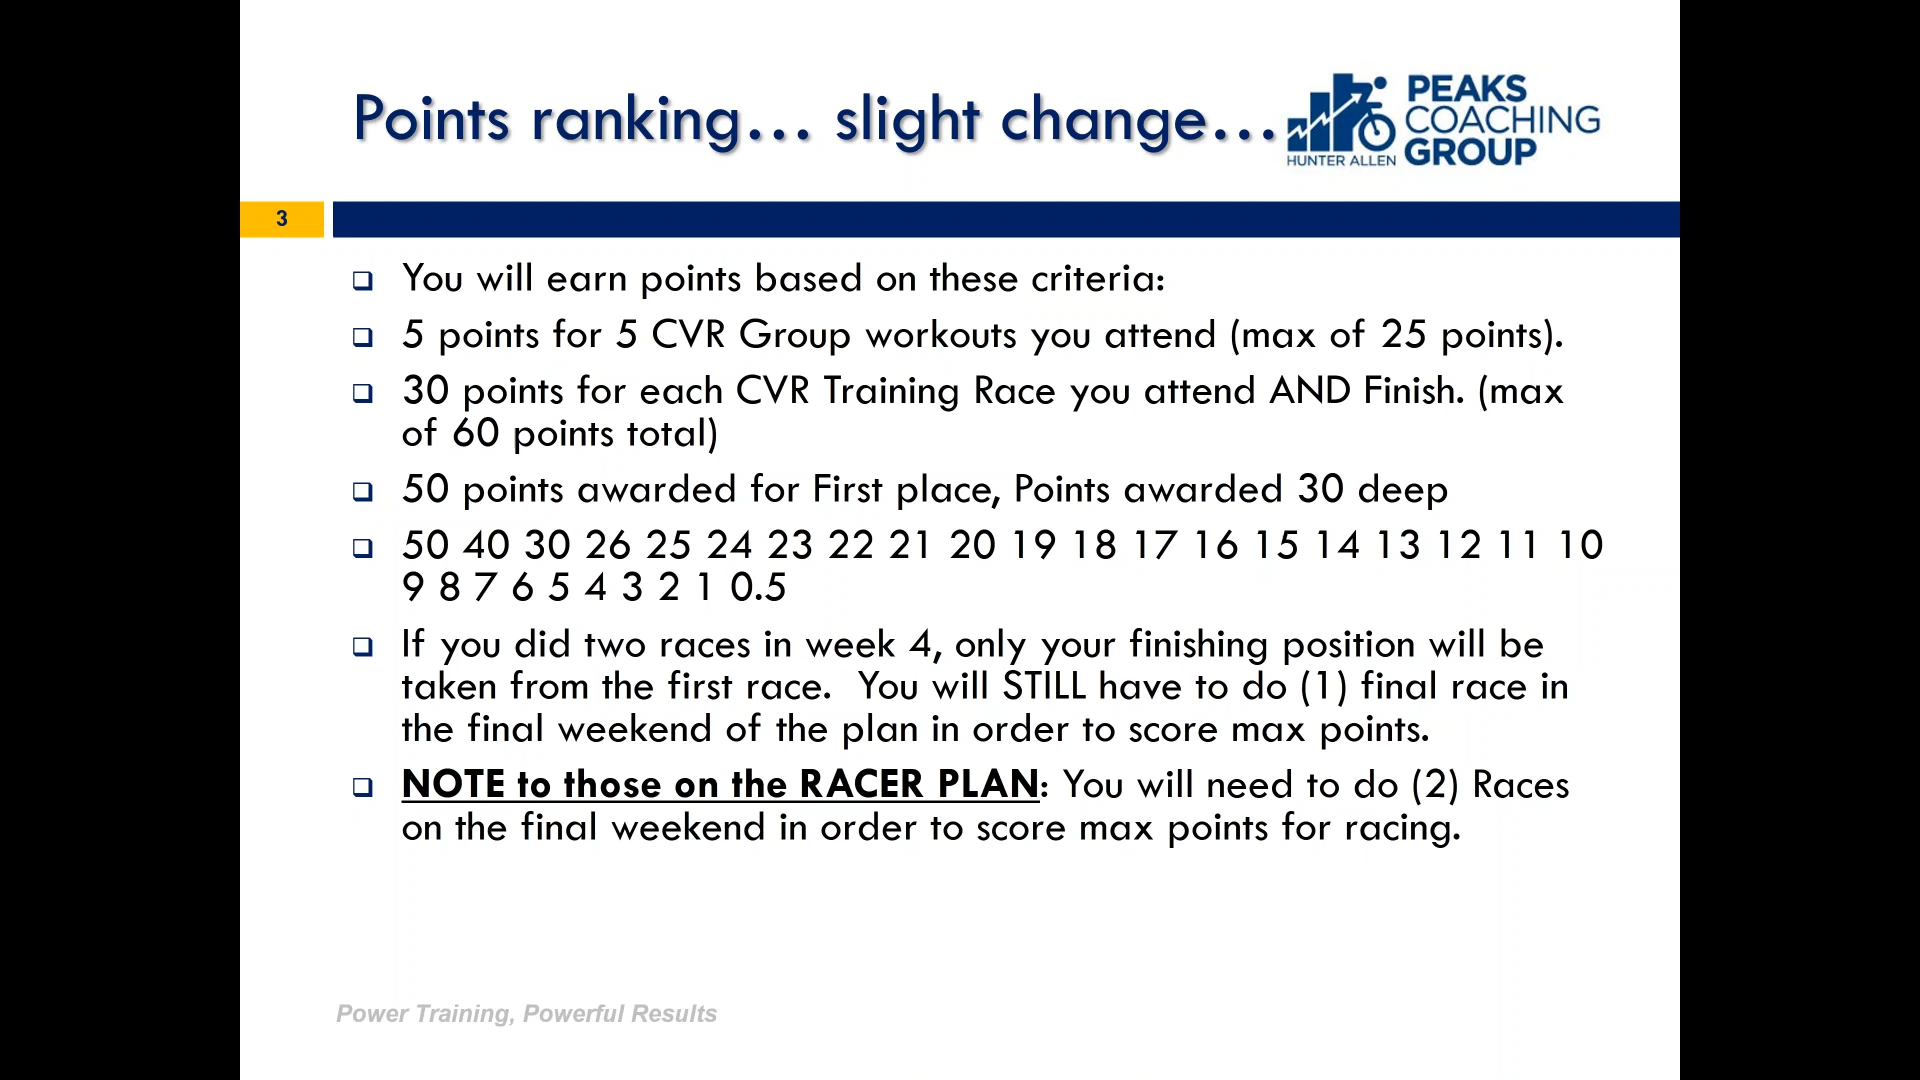 Points ranking... slight change...
PEAKS
COACHING
HUNTER ALLEN GROUP
3
You will earn points based on these criteria:
5 points for 5 CVR Group workouts you attend (max of 25 points).
30 points for each CVR Training Race you attend AND Finish. (max
of 60 points total)
50 points awarded for First place, Points awarded 30 deep
50 40 30 26 25 24 23 22 21 20 19 18 17 16 15 14 13 12 11 10
9 8 7 6 5 4 3 2 1 0.5
If you did two races in week 4, only your finishing position will be
taken from the first race.  You will STILL have to do (1) final race in
the final weekend of the plan in order to score max points.
NOTE to those on the RACER PLAN: You will need to do (2) Races
on the final weekend in order to score max points for racing.
Power Training, Powerful Results